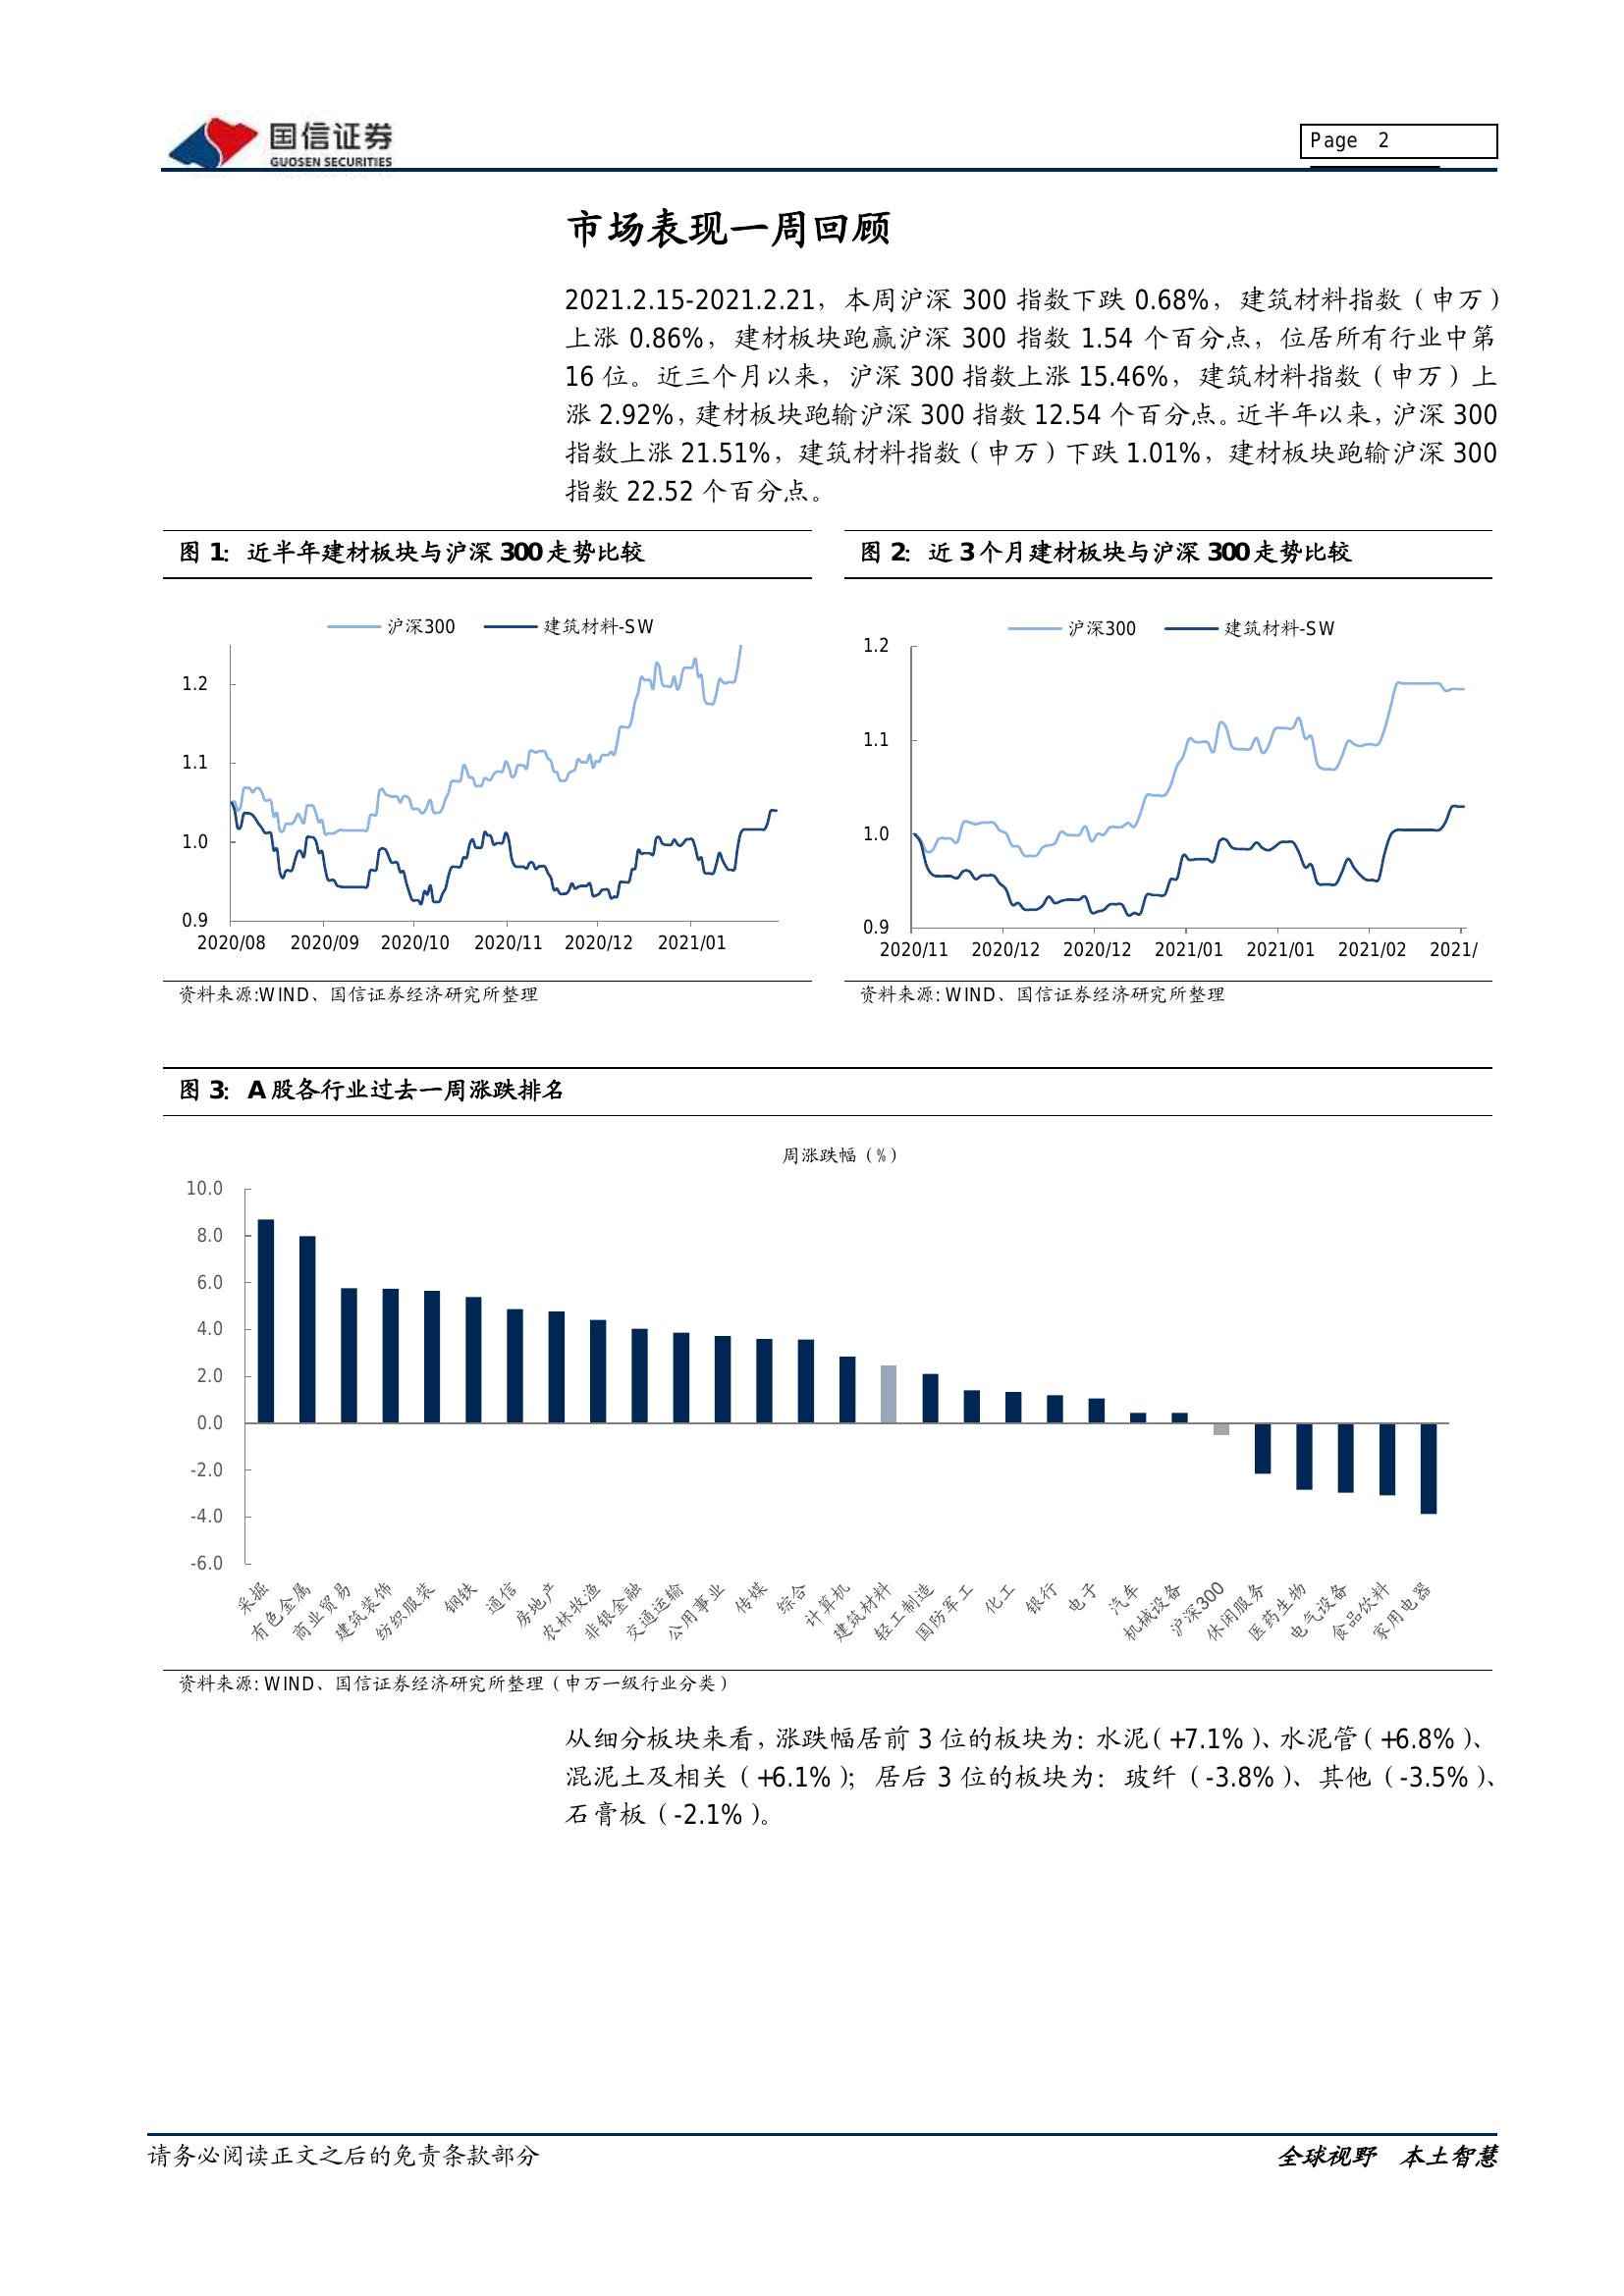 国信证券
GUOSEN SECURITIES
Page 2
市场表现一周回顾
2021.2.15-2021.2.21，本周沪深 300 指数下跌 0.68%，建筑材料指数（申万）
上涨 0.86%，建材板块跑赢沪深 300 指数 1.54 个百分点，位居所有行业中第
16 位。近三个月以来，沪深 300 指数上涨 15.46%，建筑材料指数（申万）上
涨 2.92%，建材板块跑输沪深 300 指数 12.54 个百分点。近半年以来，沪深 300
指数上涨 21.51%，建筑材料指数（申万）下跌 1.01%，建材板块跑输沪深 300
指数 22.52 个百分点。
图 1：近半年建材板块与沪深 300 走势比较
沪深300 建筑材料-SW
1.2
1.1
1.0
0.9
2020/08 2020/09 2020/10 2020/11 2020/12 2021/01
资料来源:WIND、国信证券经济研究所整理
图 2：近 3 个月建材板块与沪深 300 走势比较
沪深300 建筑材料-SW
1.2
1.1
1.0
0.9
2020/11 2020/12 2020/12 2021/01 2021/01 2021/02 2021/
资料来源: WIND、国信证券经济研究所整理
图 3：A 股各行业过去一周涨跌排名
周涨跌幅（%）
10.0
8.0
6.0
4.0
2.0
0.0
-2.0
-4.0
-6.0
采掘 有色金属 商业贸易 建筑装饰 纺织服装 钢铁 通信 房地产 农林牧渔 非银金融 交通运输 公用事业 传媒 综合 计算机 建筑材料 轻工制造 国防军工 化工 银行 电子 汽车 机械设备 沪深300 休闲服务 医药生物 电气设备 食品饮料 家用电器
资料来源: WIND、国信证券经济研究所整理（申万一级行业分类）
从细分板块来看，涨跌幅居前 3 位的板块为：水泥（+7.1%）、水泥管（+6.8%）、
混泥土及相关（+6.1%）；居后 3 位的板块为：玻纤（-3.8%）、其他（-3.5%）、
石膏板（-2.1%）。
请务必阅读正文之后的免责条款部分
全球视野 本土智慧